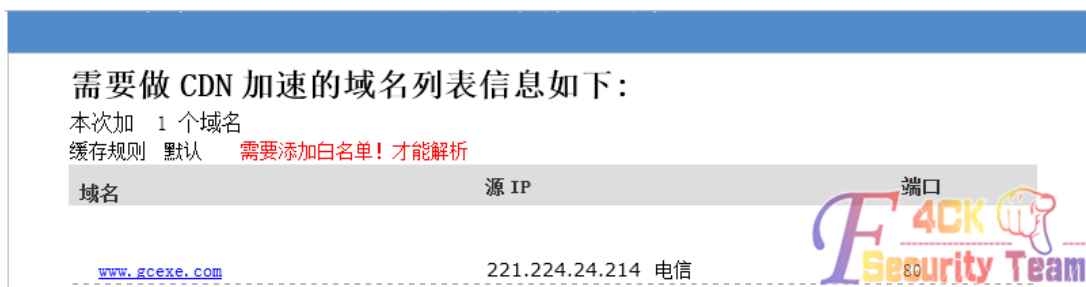 需要做 CDN 加速的域名列表信息如下:
本次加 1 个域名
缓存规则 默认 需要添加白名单! 才能解析
域名 源 IP 端口
F4CK
www.gcexe.com 221.224.24.214 电信 80
Security Team